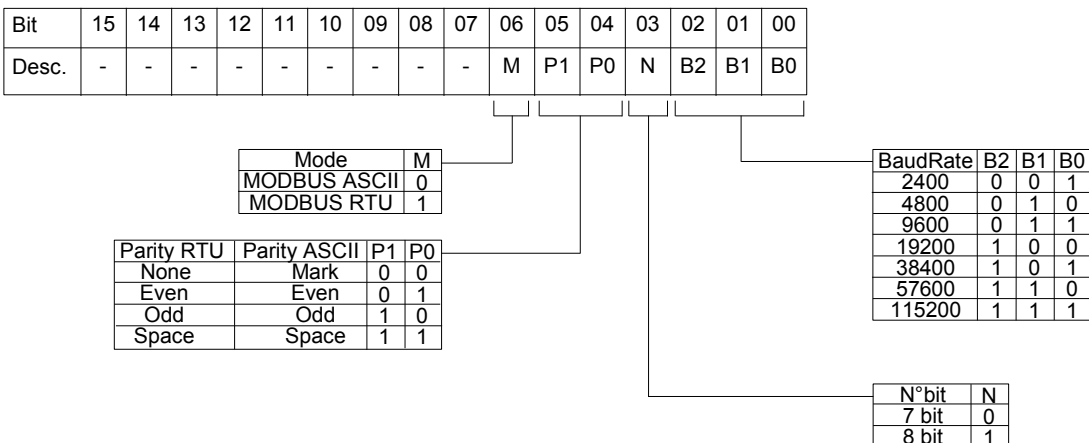 Bit 15 14 13 12 11 10 09 08 07 06 05 04 03 02 01 00
Desc. - - - - - - - - - M P1 P0 N B2 B1 B0
Mode M
MODBUS ASCII 0
MODBUS RTU 1
Parity RTU Parity ASCII P1 P0
None Mark 0 0
Even Even 0 1
Odd Odd 1 0
Space Space 1 1
BaudRate B2 B1 B0
2400 0 0 1
4800 0 1 0
9600 0 1 1
19200 1 0 0
38400 1 0 1
57600 1 1 0
115200 1 1 1
N°bit N
7 bit 0
8 bit 1